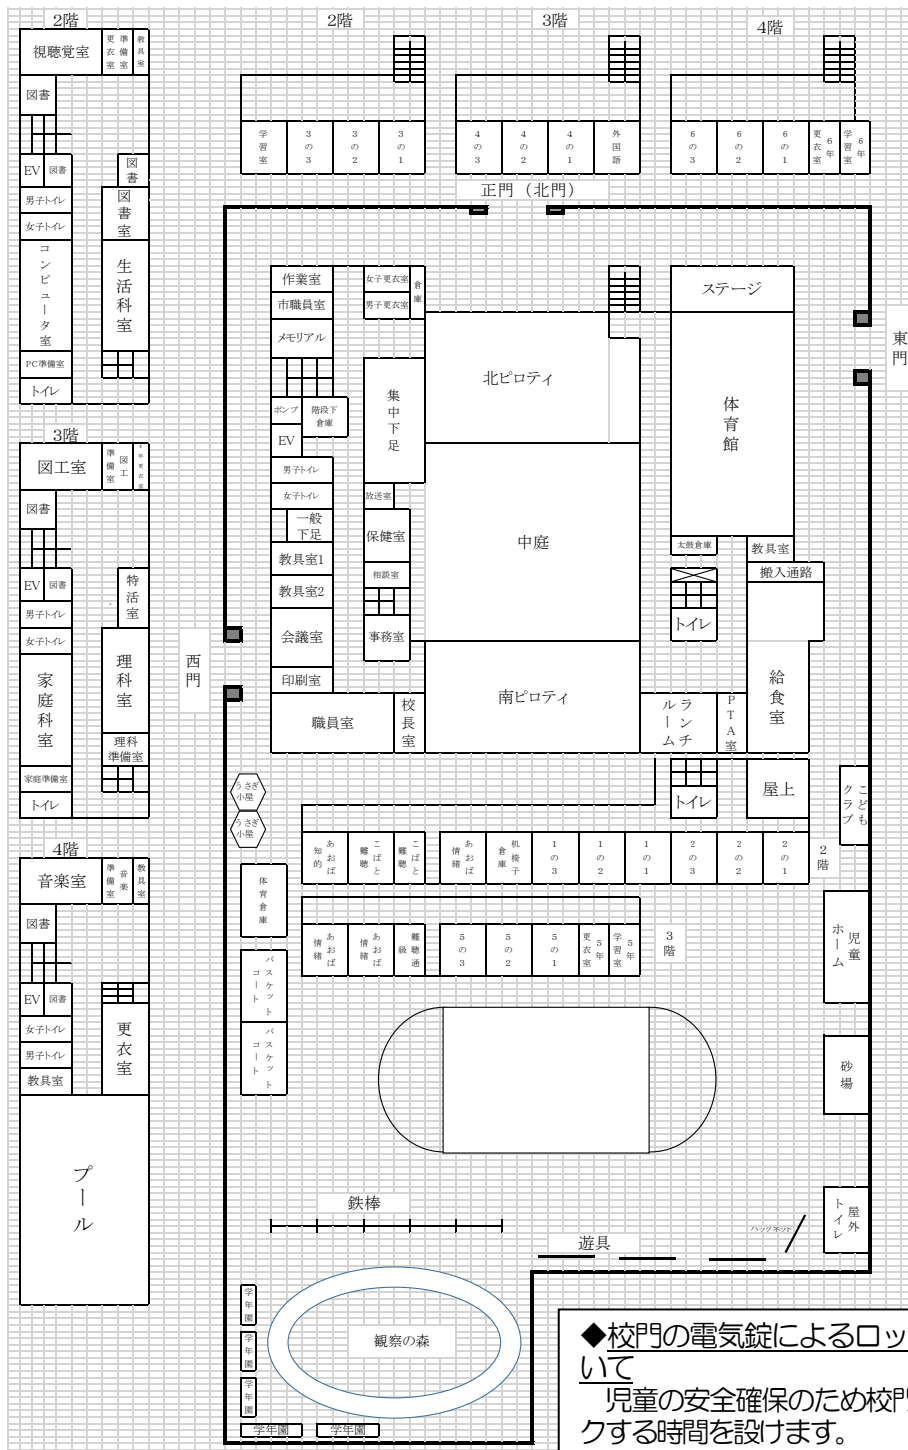 2階
視聴覚室
準備室
更衣室
教具室
図書
EV
図書
図書
男子トイレ
図書室
女子トイレ
コンピュータ室
生活科室
PC準備室
トイレ
3階
図工室
図工
準備室
図書
EV
図書
特活室
男子トイレ
女子トイレ
理科室
家庭科室
理科
準備室
家庭準備室
トイレ
4階
音楽室
音楽
準備室
教具室
図書
EV
図書
女子トイレ
更衣室
男子トイレ
教具室
プール
2階
学習室
3の3
3の2
3の1
3階
4の3
4の2
4の1
外国語
4階
6の3
6の2
6の1
6年
更衣室
6年
学習室
正門（北門）
東門
西門
作業室
女子更衣室
倉庫
市職員室
男子更衣室
メモリアル
ステージ
北ピロティ
体育館
集中下足
ポンプ
階段下
倉庫
EV
男子トイレ
女子トイレ
放送室
一般
下足
保健室
中庭
太鼓倉庫
教具室
教具室1
搬入通路
相談室
教具室2
トイレ
会議室
事務室
給食室
印刷室
南ピロティ
職員室
校長室
ランチ
ルーム
PTA室
うさぎ
小屋
うさぎ
小屋
トイレ
屋上
こども
クラブ
あおば
知的
こばと
難聴
こばと
難聴
あおば
情緒
机椅子
倉庫
1の3
1の2
1の1
2の3
2の2
2の1
2階
体育倉庫
あおば
情緒
あおば
情緒
難聴通
級
5の3
5の2
5の1
5年
更衣室
5年
学習室
3階
児童
ホーム
バスケット
コート
バスケット
コート
砂場
鉄棒
屋外
トイレ
バックネット
遊具
学年園
学年園
学年園
観察の森
学年園
学年園
◆校門の電気錠によるロッ
いて
児童の安全確保のため校門
クする時間を設けます。